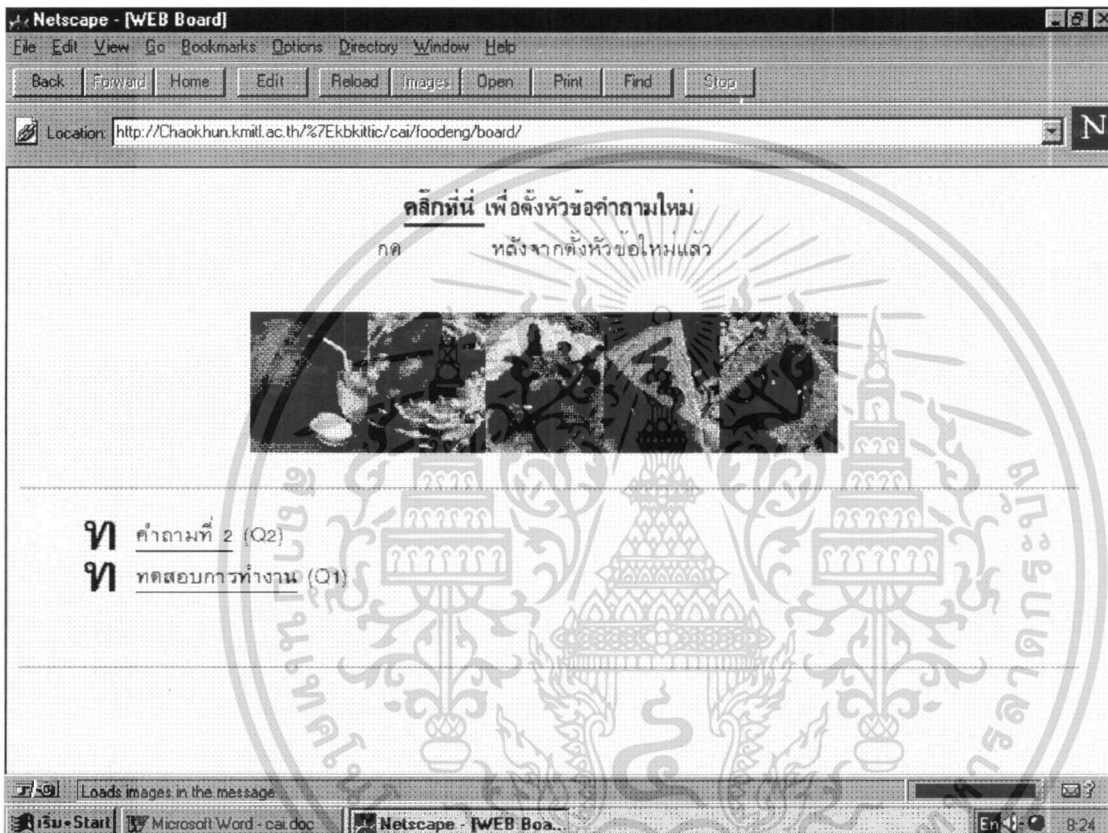 Netscape - [WEB Board]
File Edit View Go Bookmarks Options Directory Window Help
Back Forward Home Edit Reload Images Open Print Find Stop
Location: http://Chaokhun.kmitl.ac.th/%7Ekbkittic/cai/foodeng/board/
N
คลิ๊กที่นี่ เพื่อตั้งหัวข้อคำถามใหม่
กด หลังจากตั้งหัวข้อใหม่แล้ว
ท คำถามที่ 2 (Q2)
ท ทดสอบการทำงาน (Q1)
Loads images in the message
เริ่ม•Start Microsoft Word - cai.doc Netscape - [WEB Boa... En 8:24